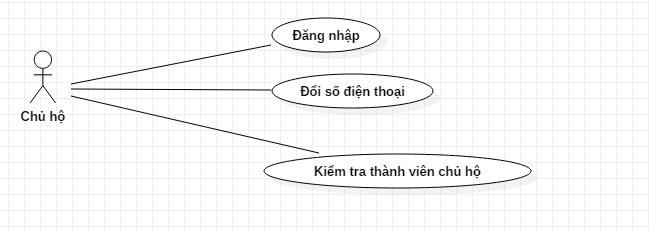 Đăng nhập
Đổi số điện thoại
Chủ hộ
Kiểm tra thành viên chủ hộ